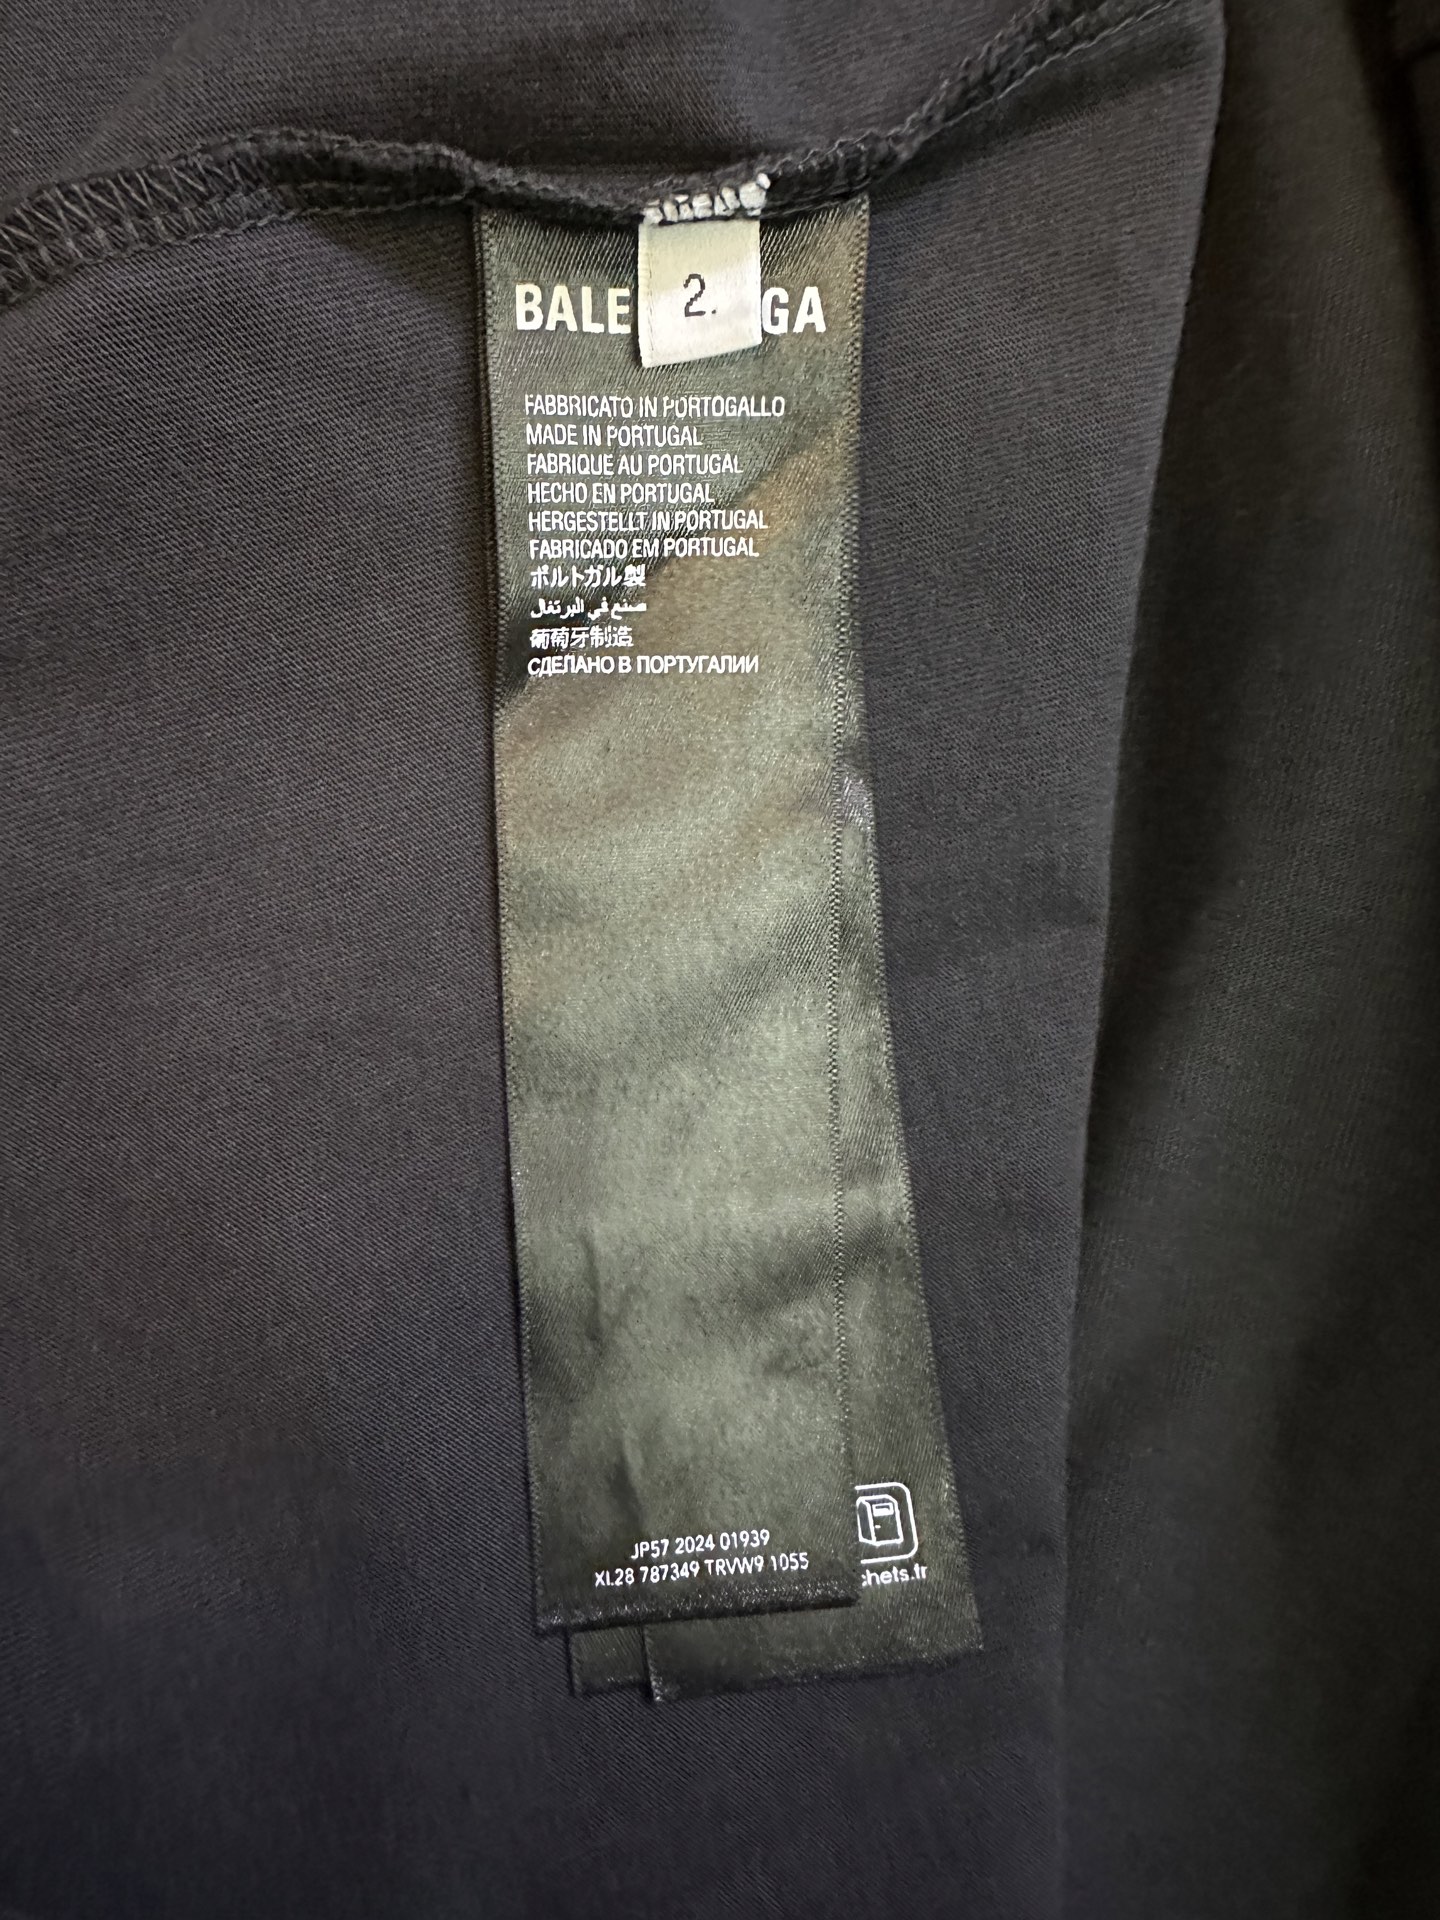 BALE GA
2.
FABBRICATO IN PORTOGALLO
MADE IN PORTUGAL
FABRIQUE AU PORTUGAL
HECHO EN PORTUGAL
HERGESTELLT IN PORTUGAL
FABRICADO EM PORTUGAL
ポルトガル製
صنع في البرتغال
葡萄牙制造
СДЕЛАНО В ПОРТУГАЛИИ
JP57 2024 01939
XL28 787349 TRVW9 1055
chets.fr